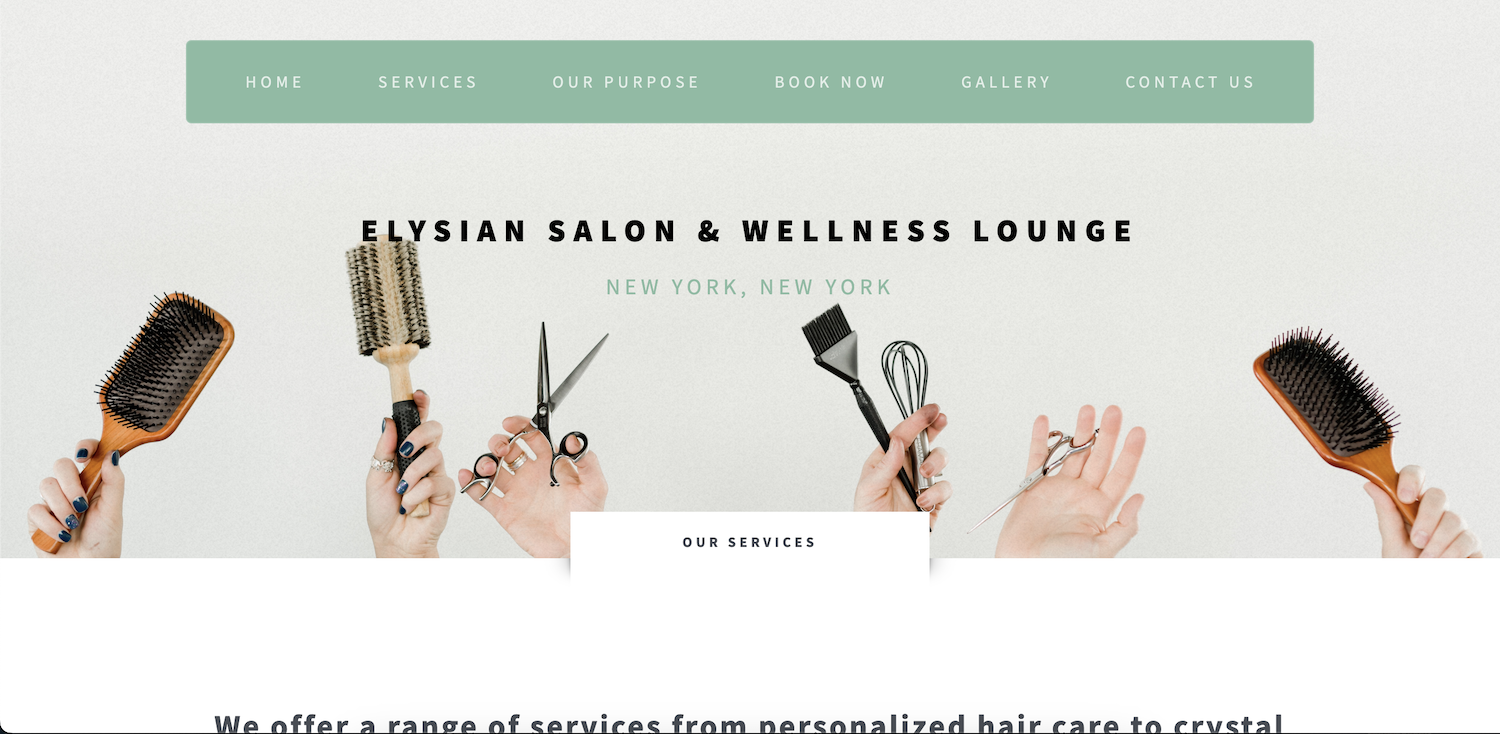 HOME SERVICES OUR PURPOSE BOOK NOW GALLERY CONTACT US
ELYSIAN SALON & WELLNESS LOUNGE
NEW YORK, NEW YORK
OUR SERVICES
We offer a range of services from personalized hair care to crystal